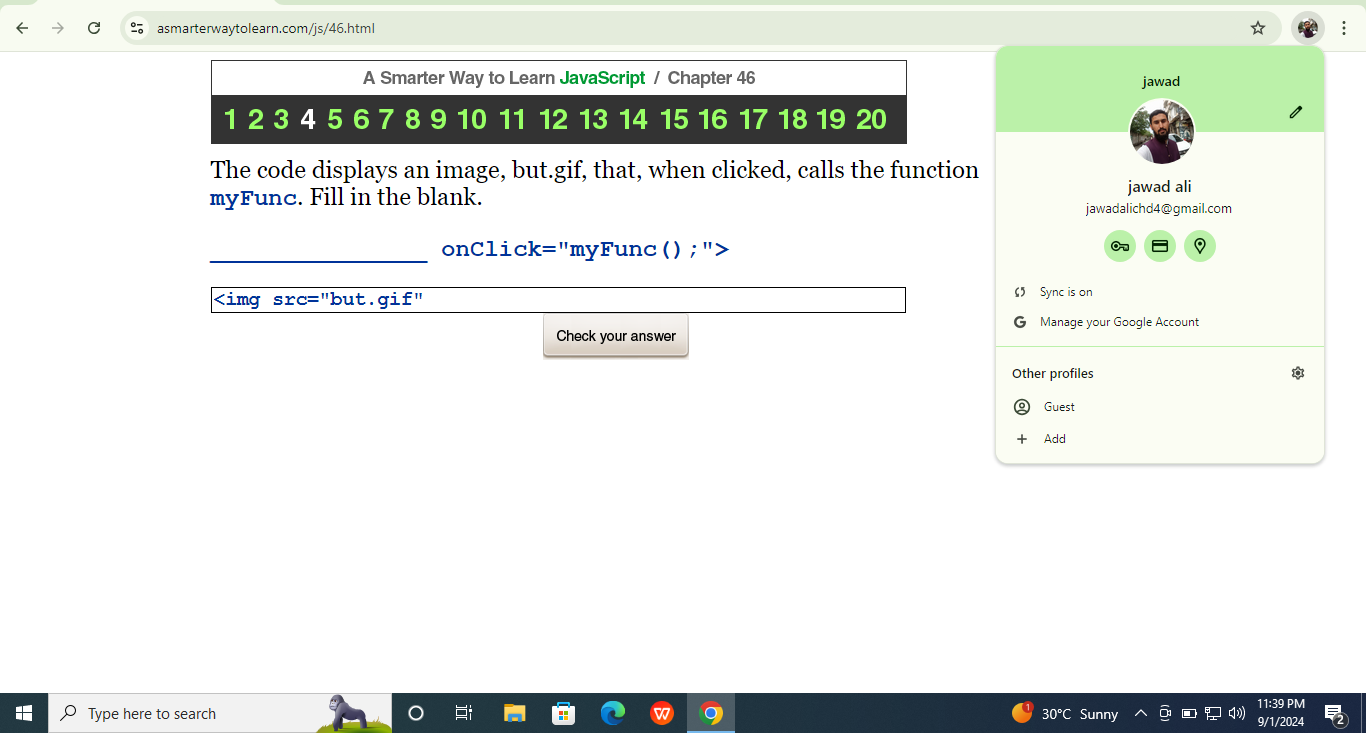 asmarterwaytolearn.com/js/46.html
A Smarter Way to Learn JavaScript / Chapter 46
1 2 3 4 5 6 7 8 9 10 11 12 13 14 15 16 17 18 19 20
The code displays an image, but.gif, that, when clicked, calls the function
myFunc. Fill in the blank.
_______________ onClick="myFunc();">
<img src="but.gif"
Check your answer
jawad
jawad ali
jawadalichd4@gmail.com
Sync is on
Manage your Google Account
Other profiles
Guest
Add
Type here to search
1
30°C Sunny
11:39 PM
9/1/2024
2